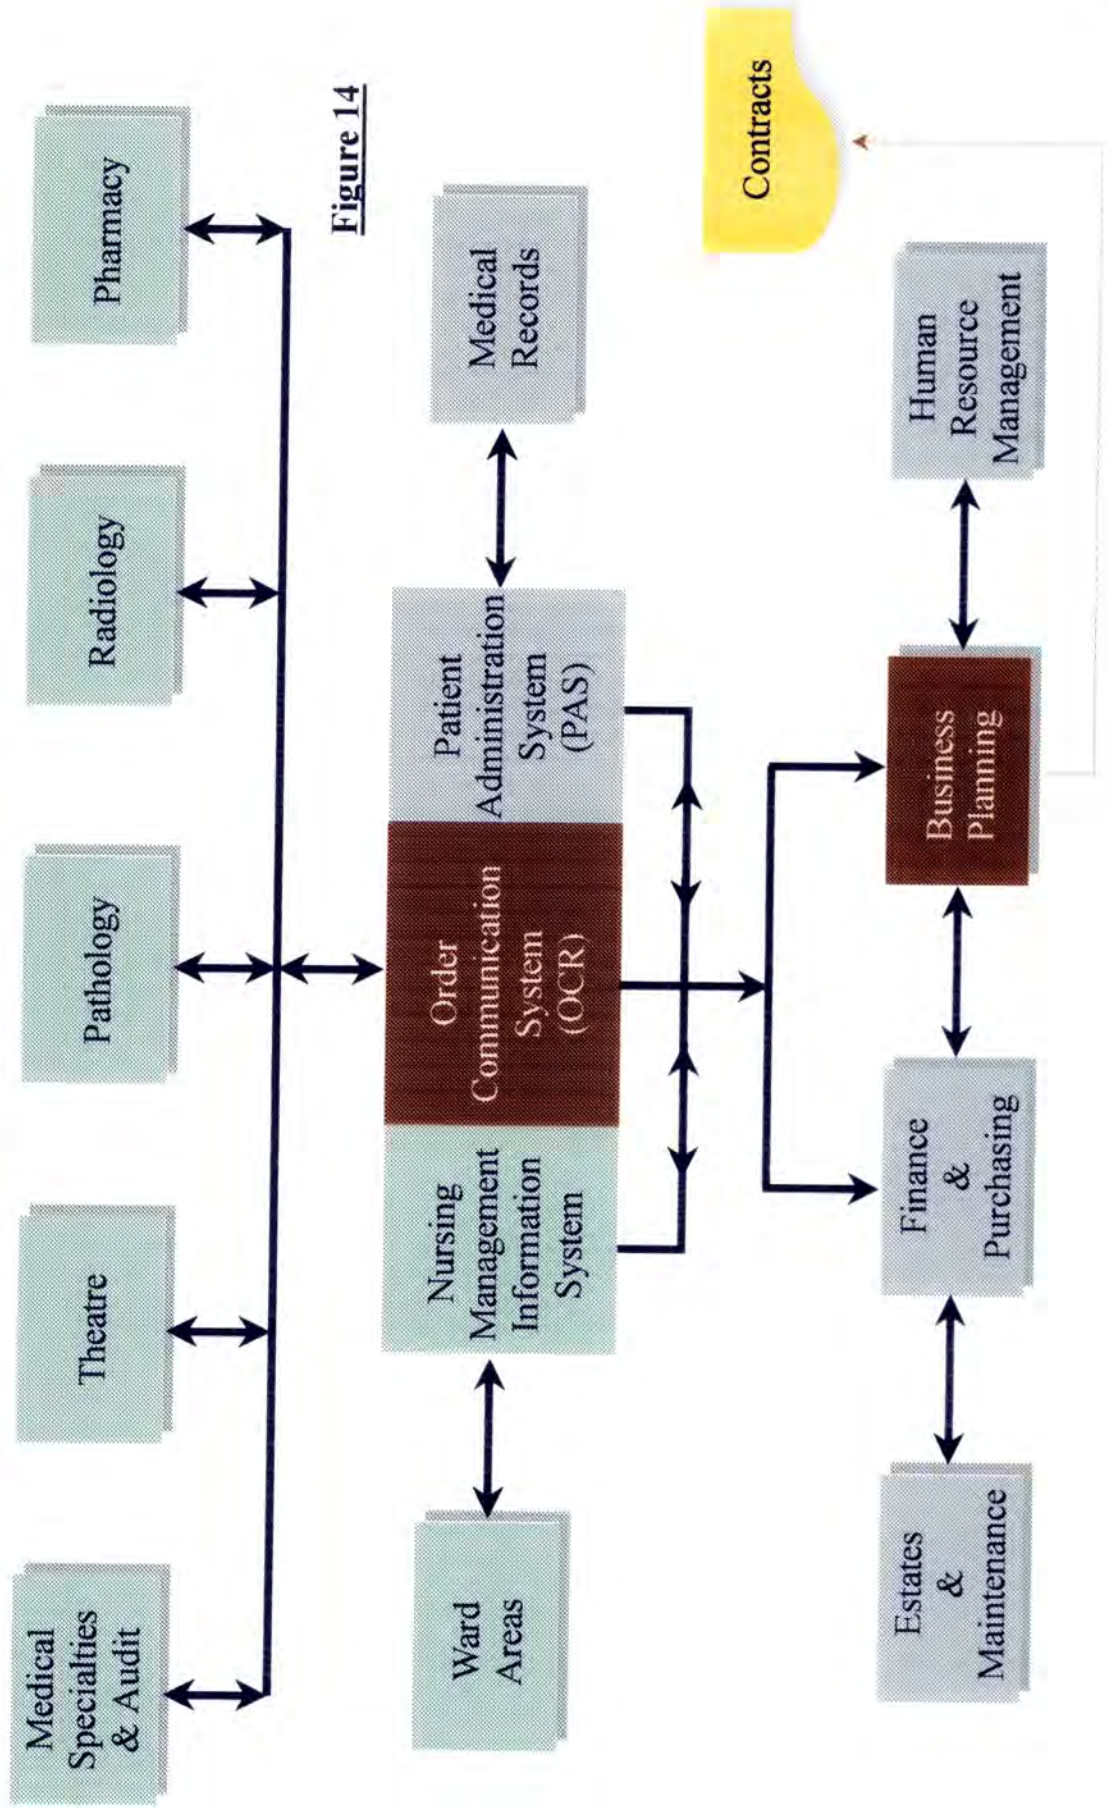 Medical
Specialties
& Audit
Theatre
Pathology
Radiology
Pharmacy
Figure 14
Ward
Areas
Nursing
Management
Information
System
Order
Communication
System
(OCR)
Patient
Administration
System
(PAS)
Medical
Records
Contracts
Estates
&
Maintenance
Finance
&
Purchasing
Business
Planning
Human
Resource
Management